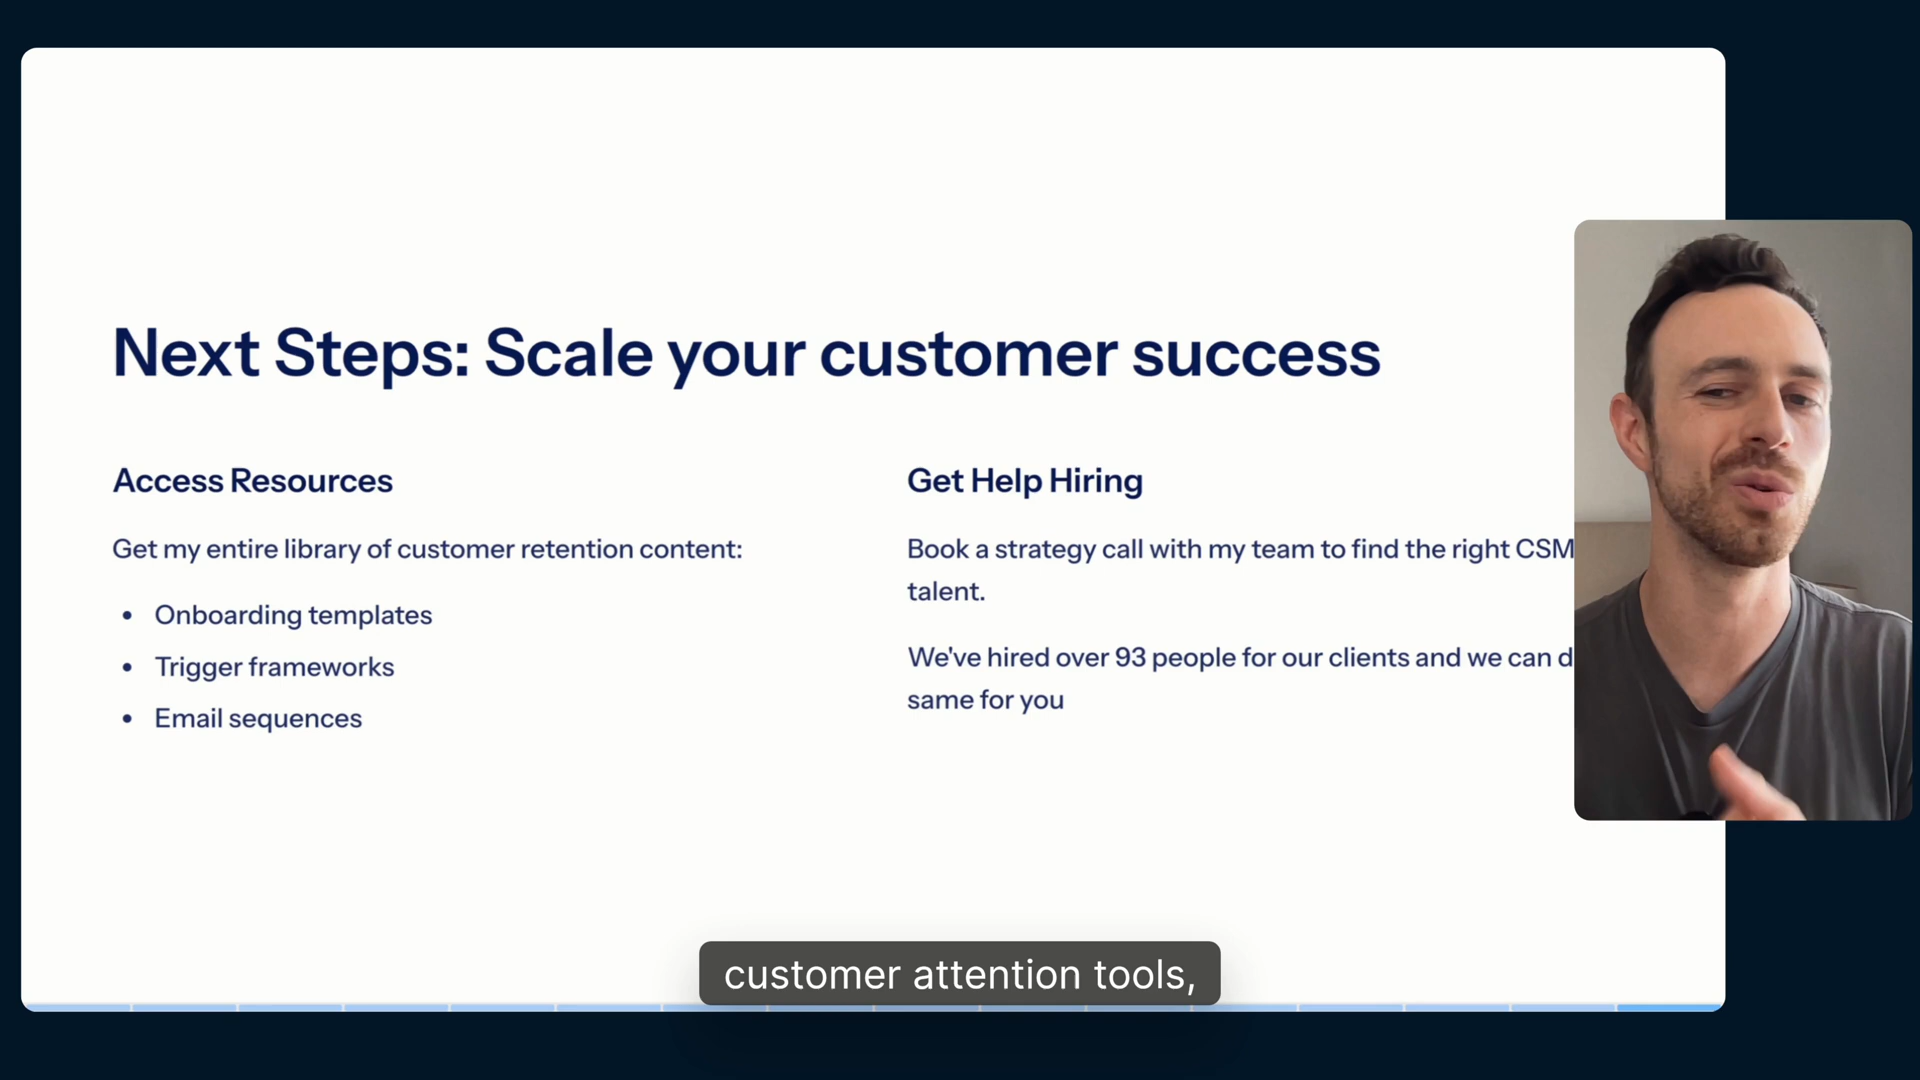 Next Steps: Scale your customer success
Access Resources
Get my entire library of customer retention content:
• Onboarding templates
• Trigger frameworks
• Email sequences
Get Help Hiring
Book a strategy call with my team to find the right CSM
talent.
We've hired over 93 people for our clients and we can
same for you
customer attention tools,